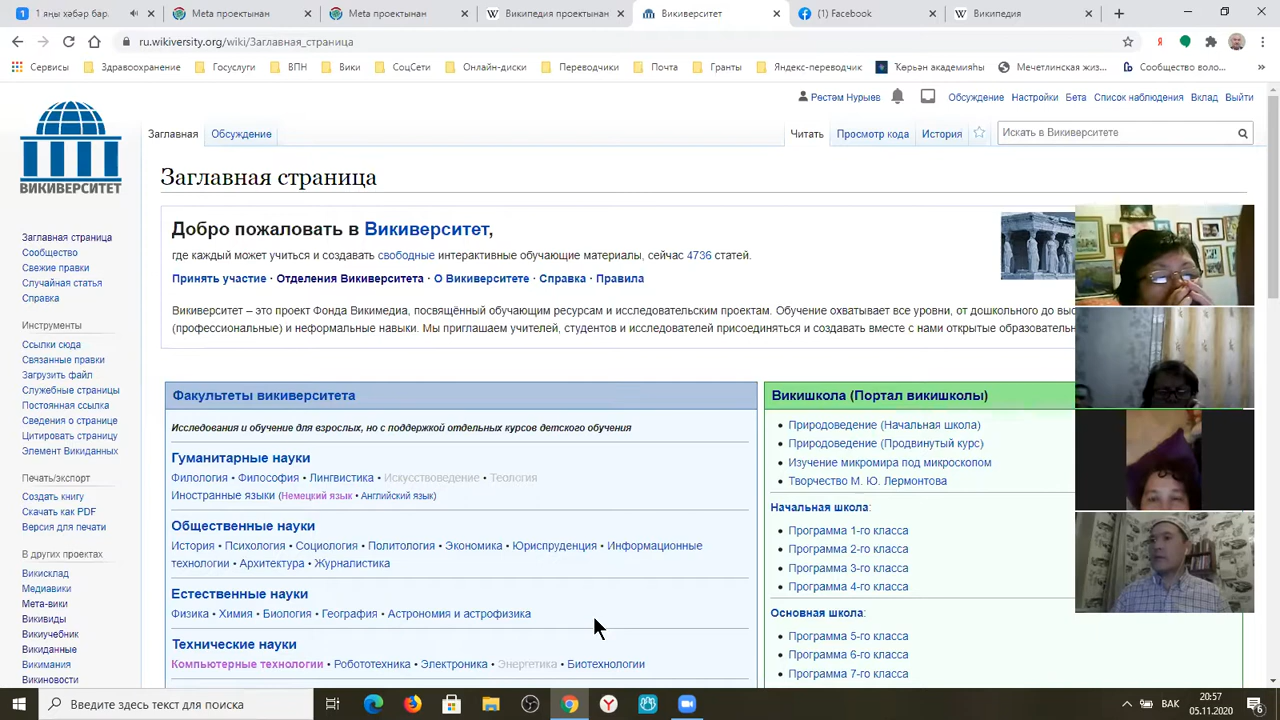 1 яңы хәбәр бар
Meta проектынан
Meta проектынан
Википедия проектынан
Викиверситет
(1) Facebook
Википедия
ru.wikiversity.org/wiki/Заглавная_страница
Сервисы Здравоохранение Госуслуги ВПН Вики СоцСети Онлайн-диски Переводчики Почта Гранты Яндекс-переводчик Ҡөрьән академияһы Мечетлинская жиз... Сообщество воло... »
Рөстәм Нурыев Обсуждение Настройки Бета Список наблюдения Вклад Выйти
Заглавная Обсуждение Читать Просмотр кода История Искать в Викиверситете
ВИКИВЕРСИТЕТ
Заглавная страница
Сообщество
Свежие правки
Случайная статья
Справка
Инструменты
Ссылки сюда
Связанные правки
Загрузить файл
Служебные страницы
Постоянная ссылка
Сведения о странице
Цитировать страницу
Элемент Викиданных
Печать/экспорт
Создать книгу
Скачать как PDF
Версия для печати
В других проектах
Викисклад
Медиавики
Мета-вики
Викивиды
Викиучебник
Викиданные
Викимания
Викиновости
Заглавная страница
Добро пожаловать в Викиверситет,
где каждый может учиться и создавать свободные интерактивные обучающие материалы, сейчас 4736 статей.
Принять участие · Отделения Викиверситета · О Викиверситете · Справка · Правила
Викиверситет – это проект Фонда Викимедиа, посвящённый обучающим ресурсам и исследовательским проектам. Обучение охватывает все уровни, от дошкольного до выс
(профессиональные) и неформальные навыки. Мы приглашаем учителей, студентов и исследователей присоединиться и создавать вместе с нами открытые образовательн
Факультеты викиверситета
Исследования и обучение для взрослых, но с поддержкой отдельных курсов детского обучения
Гуманитарные науки
Филология • Философия • Лингвистика • Искусствоведение • Теология
Иностранные языки (Немецкий язык • Английский язык)
Общественные науки
История • Психология • Социология • Политология • Экономика • Юриспруденция • Информационные
технологии • Архитектура • Журналистика
Естественные науки
Физика • Химия • Биология • География • Астрономия и астрофизика
Технические науки
Компьютерные технологии • Робототехника • Электроника • Энергетика • Биотехнологии
Викишкола (Портал викишколы)
• Природоведение (Начальная школа)
• Природоведение (Продвинутый курс)
• Изучение микромира под микроскопом
• Творчество М. Ю. Лермонтова
Начальная школа:
• Программа 1-го класса
• Программа 2-го класса
• Программа 3-го класса
• Программа 4-го класса
Основная школа:
• Программа 5-го класса
• Программа 6-го класса
• Программа 7-го класса
Введите здесь текст для поиска
ВАК
20:57
05.11.2020
6